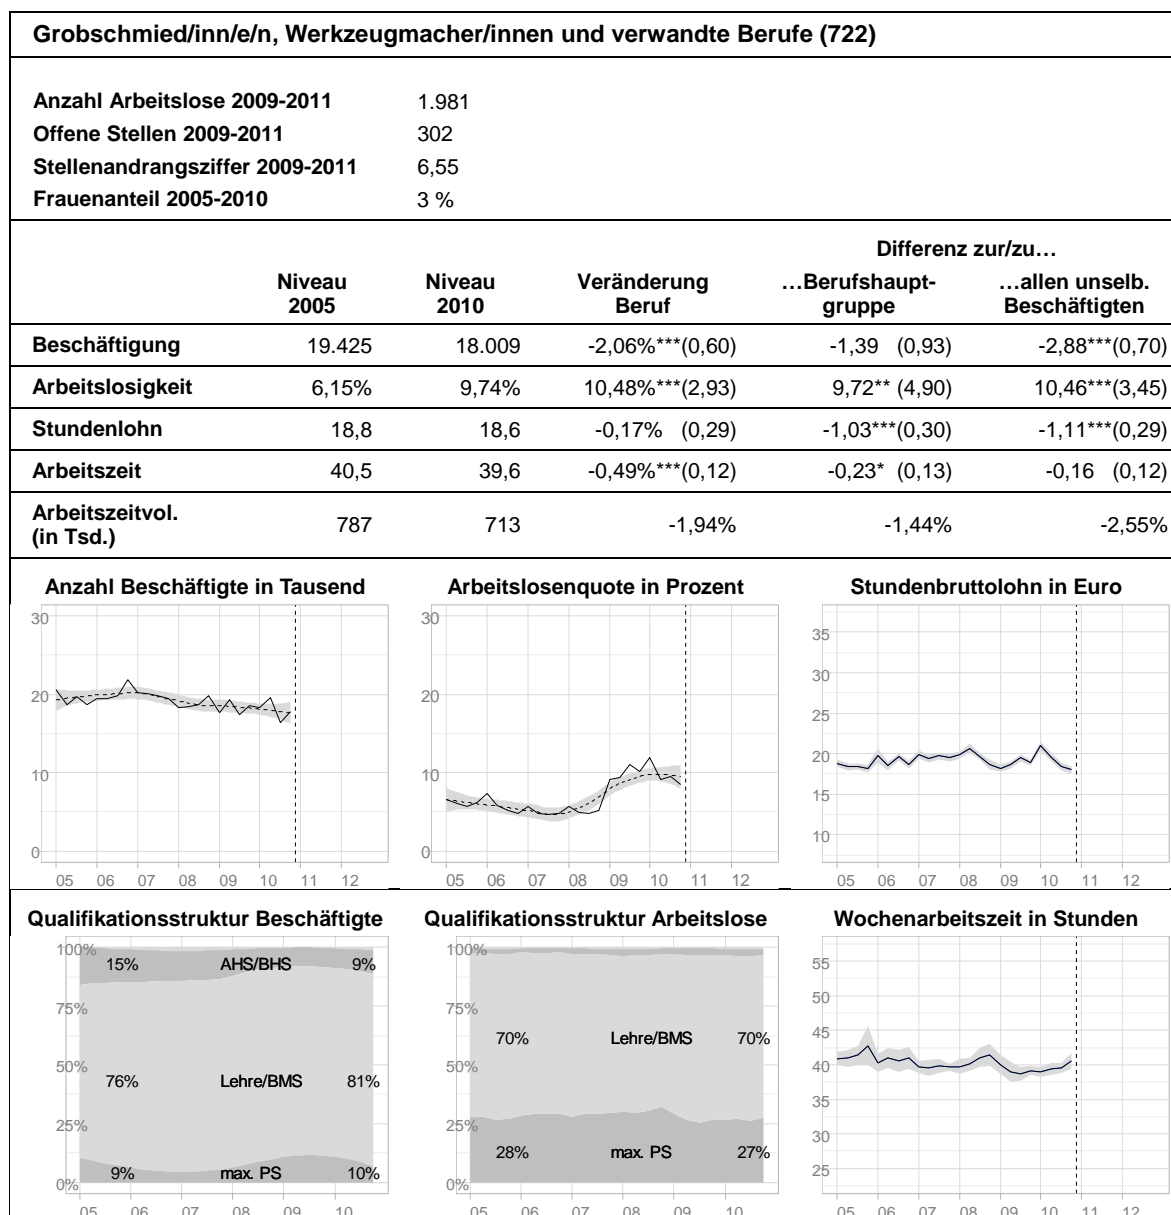 Grobschmied/inn/e/n, Werkzeugmacher/innen und verwandte Berufe (722)
Anzahl Arbeitslose 2009-2011 1.981
Offene Stellen 2009-2011 302
Stellenandrangsziffer 2009-2011 6,55
Frauenanteil 2005-2010 3 %
Differenz zur/zu…
Niveau 2005 Niveau 2010 Veränderung Beruf …Berufshaupt-gruppe …allen unselb. Beschäftigten
Beschäftigung 19.425 18.009 -2,06%***(0,60) -1,39 (0,93) -2,88***(0,70)
Arbeitslosigkeit 6,15% 9,74% 10,48%***(2,93) 9,72** (4,90) 10,46***(3,45)
Stundenlohn 18,8 18,6 -0,17% (0,29) -1,03***(0,30) -1,11***(0,29)
Arbeitszeit 40,5 39,6 -0,49%***(0,12) -0,23* (0,13) -0,16 (0,12)
Arbeitszeitvol. (in Tsd.) 787 713 -1,94% -1,44% -2,55%
Anzahl Beschäftigte in Tausend
30
20
10
0
05 06 07 08 09 10 11 12
Arbeitslosenquote in Prozent
30
20
10
0
05 06 07 08 09 10 11 12
Stundenbruttolohn in Euro
35
30
25
20
15
10
05 06 07 08 09 10 11 12
Qualifikationsstruktur Beschäftigte
100%
15% AHS/BHS 9%
75%
50%
76% Lehre/BMS 81%
25%
9% max. PS 10%
0%
05 06 07 08 09 10
Qualifikationsstruktur Arbeitslose
100%
75%
70% Lehre/BMS 70%
50%
25%
28% max. PS 27%
0%
05 06 07 08 09 10
Wochenarbeitszeit in Stunden
55
50
45
40
35
30
25
05 06 07 08 09 10 11 12